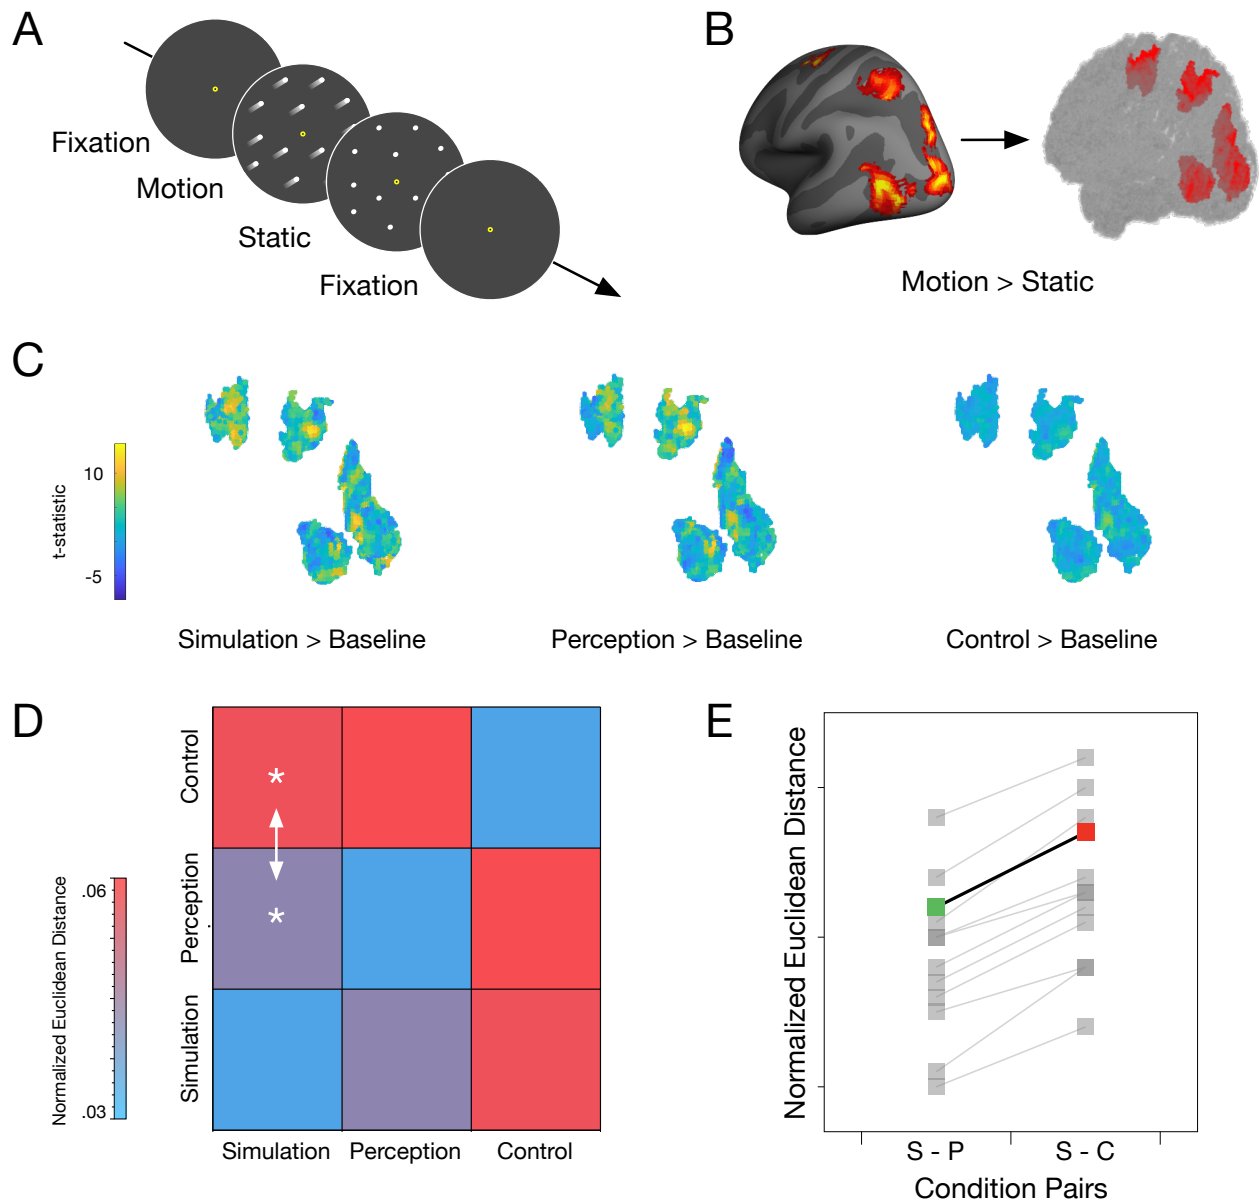 A
Fixation
Motion
Static
Fixation
B
Motion > Static
C
t-statistic
10
-5
Simulation > Baseline
Perception > Baseline
Control > Baseline
D
Normalized Euclidean Distance
.06
.03
Control
Perception
Simulation
*
*
Simulation
Perception
Control
E
Normalized Euclidean Distance
S - P
S - C
Condition Pairs